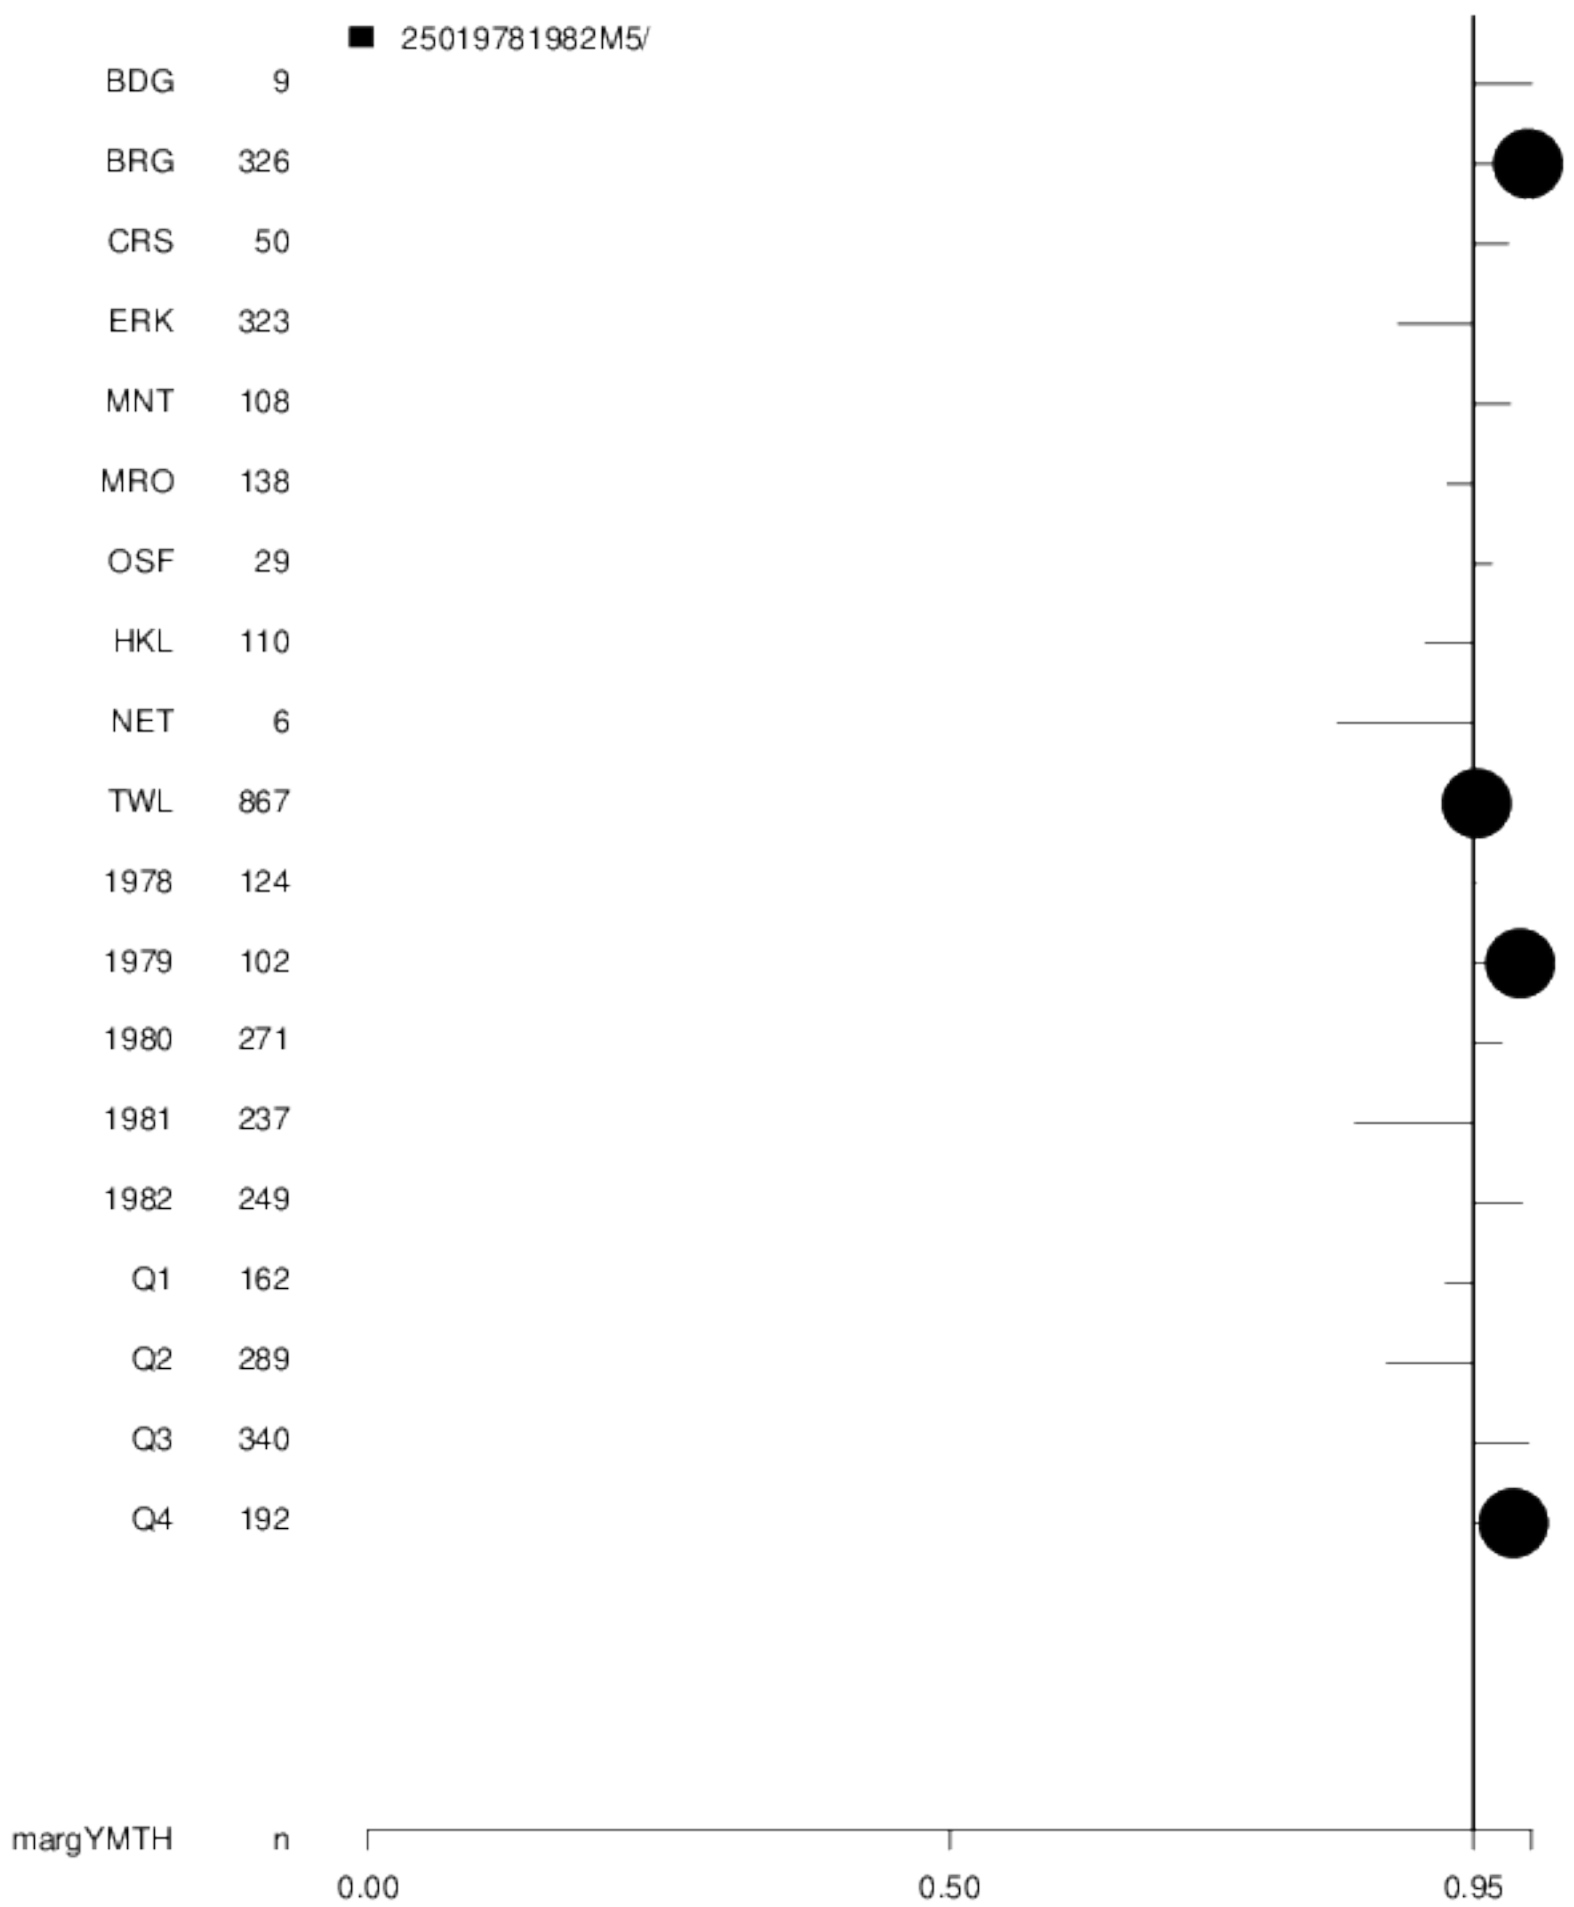 25019781982M5/
BDG 9
BRG 326
CRS 50
ERK 323
MNT 108
MRO 138
OSF 29
HKL 110
NET 6
TWL 867
1978 124
1979 102
1980 271
1981 237
1982 249
Q1 162
Q2 289
Q3 340
Q4 192
margYMTH n
0.00 0.50 0.95